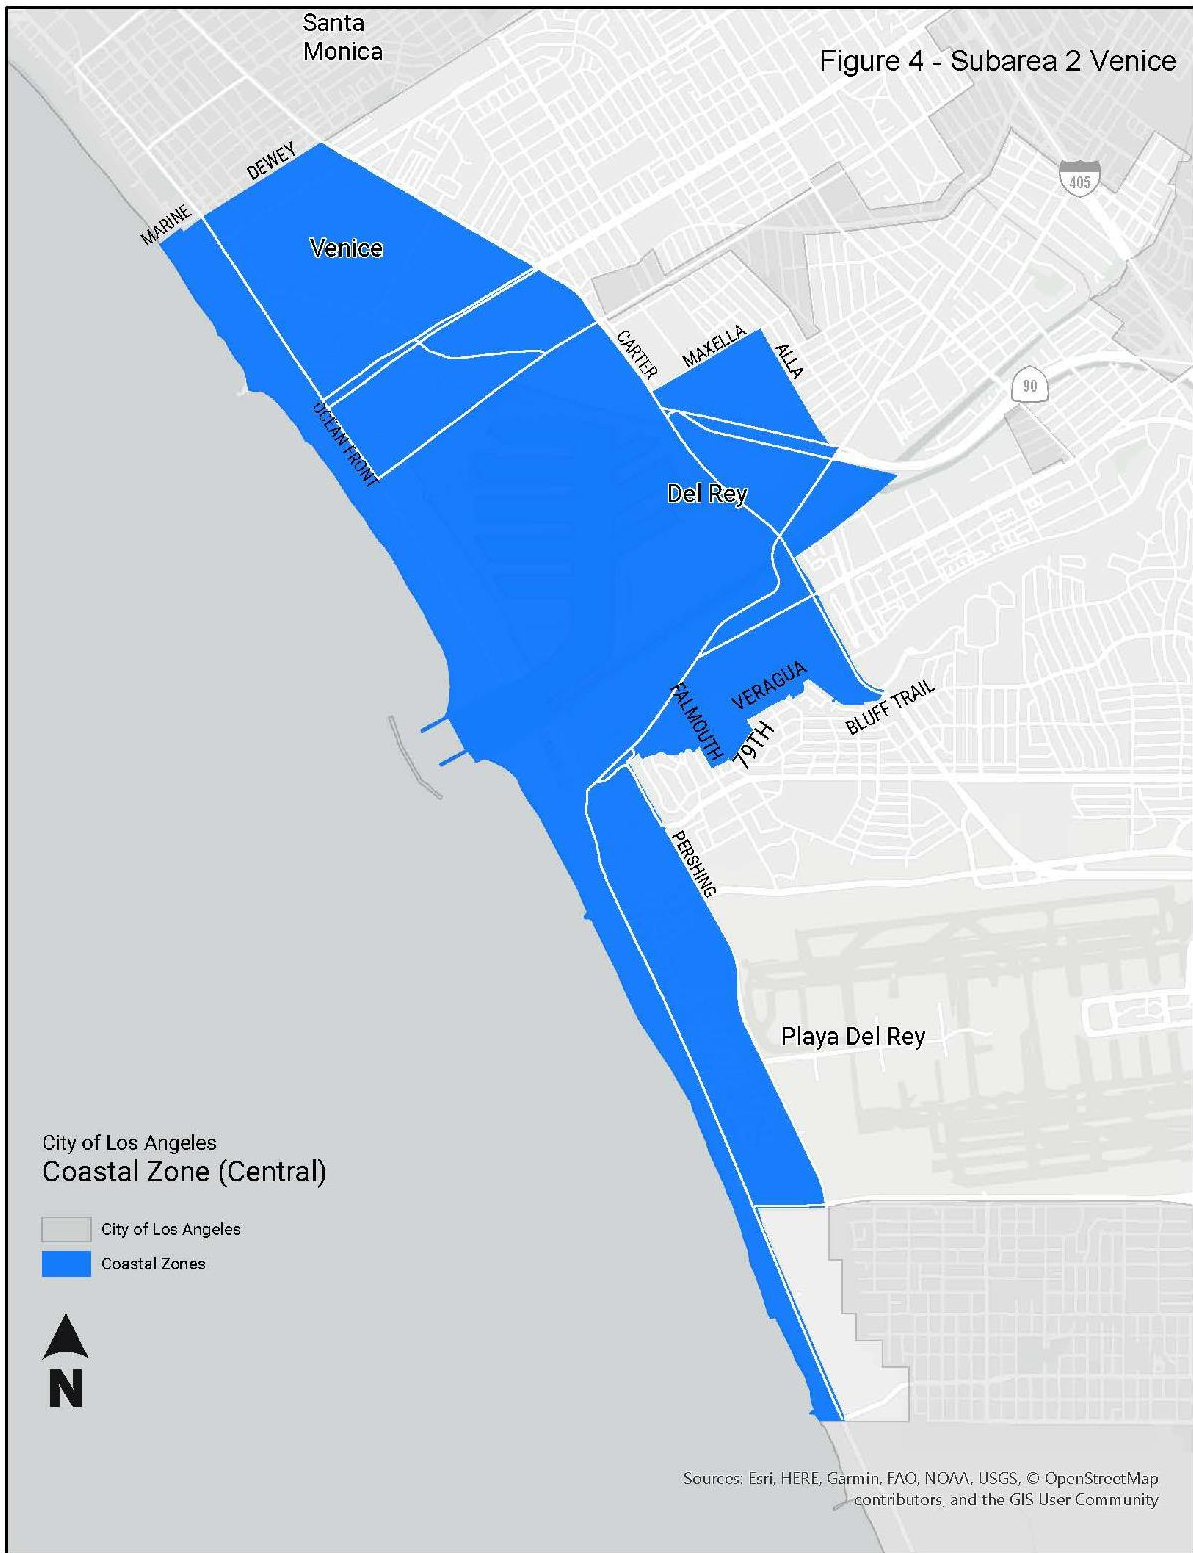 Santa
Monica
Figure 4 - Subarea 2 Venice
DEWEY
MARINE
405
Venice
CARTER
MAXELLA
ALLA
90
OCEAN FRONT
Del Rey
FALMOUTH
VERAGUA
79TH
BLUFF TRAIL
PERSHING
Playa Del Rey
City of Los Angeles
Coastal Zone (Central)
City of Los Angeles
Coastal Zones
N
Sources: Esri, HERE, Garmin, FAO, NOAA, USGS, © OpenStreetMap
contributors, and the GIS User Community